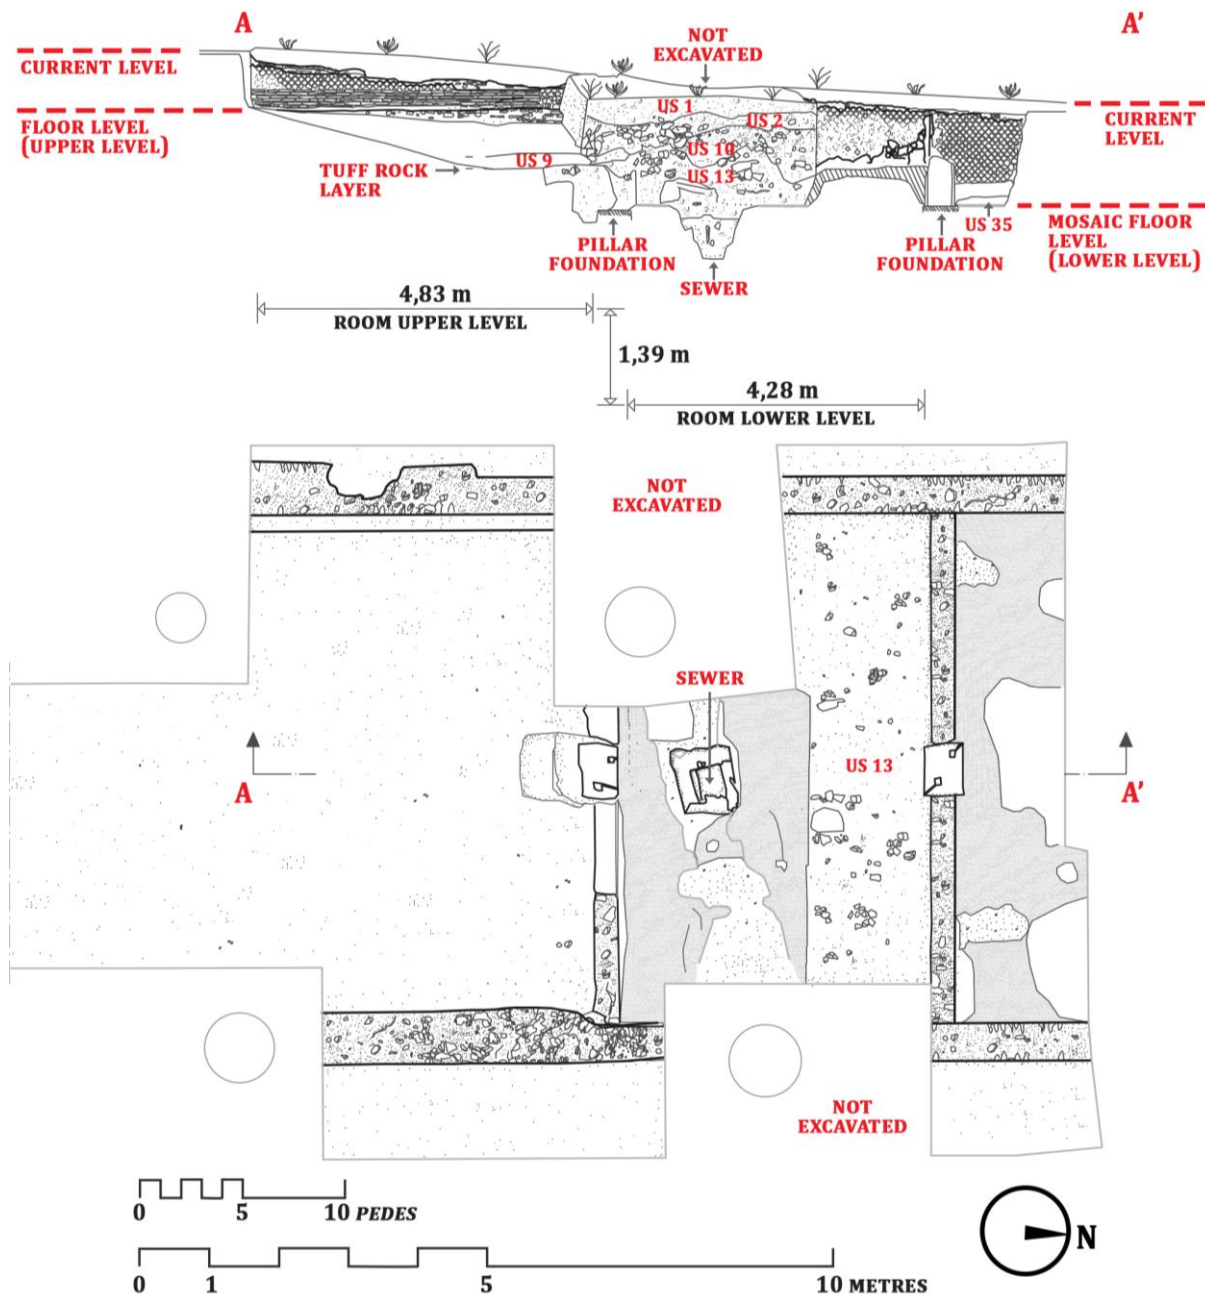 A
A'
NOT
EXCAVATED
CURRENT LEVEL
FLOOR LEVEL
(UPPER LEVEL)
CURRENT
LEVEL
US 1
US 2
US 10
US 9
US 13
TUFF ROCK
LAYER
US 35
MOSAIC FLOOR
LEVEL
(LOWER LEVEL)
PILLAR
FOUNDATION
PILLAR
FOUNDATION
SEWER
4,83 m
ROOM UPPER LEVEL
1,39 m
4,28 m
ROOM LOWER LEVEL
NOT
EXCAVATED
SEWER
US 13
A
A'
NOT
EXCAVATED
0 5 10 PEDES
N
0 1 5 10 METRES